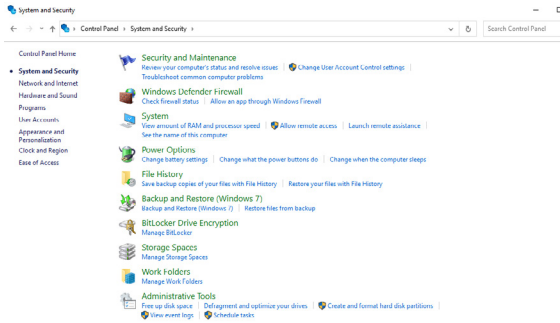 System and Security
Control Panel > System and Security >
Search Control Panel
Control Panel Home
System and Security
Network and Internet
Hardware and Sound
Programs
User Accounts
Appearance and
Personalization
Clock and Region
Ease of Access
Security and Maintenance
Review your computer's status and resolve issues | Change User Account Control settings |
Troubleshoot common computer problems
Windows Defender Firewall
Check firewall status | Allow an app through Windows Firewall
System
View amount of RAM and processor speed | Allow remote access | Launch remote assistance |
See the name of this computer
Power Options
Change battery settings | Change what the power buttons do | Change when the computer sleeps
File History
Save backup copies of your files with File History | Restore your files with File History
Backup and Restore (Windows 7)
Backup and Restore (Windows 7) | Restore files from backup
BitLocker Drive Encryption
Manage BitLocker
Storage Spaces
Manage Storage Spaces
Work Folders
Manage Work Folders
Administrative Tools
Free up disk space | Defragment and optimize your drives | Create and format hard disk partitions |
View event logs | Schedule tasks